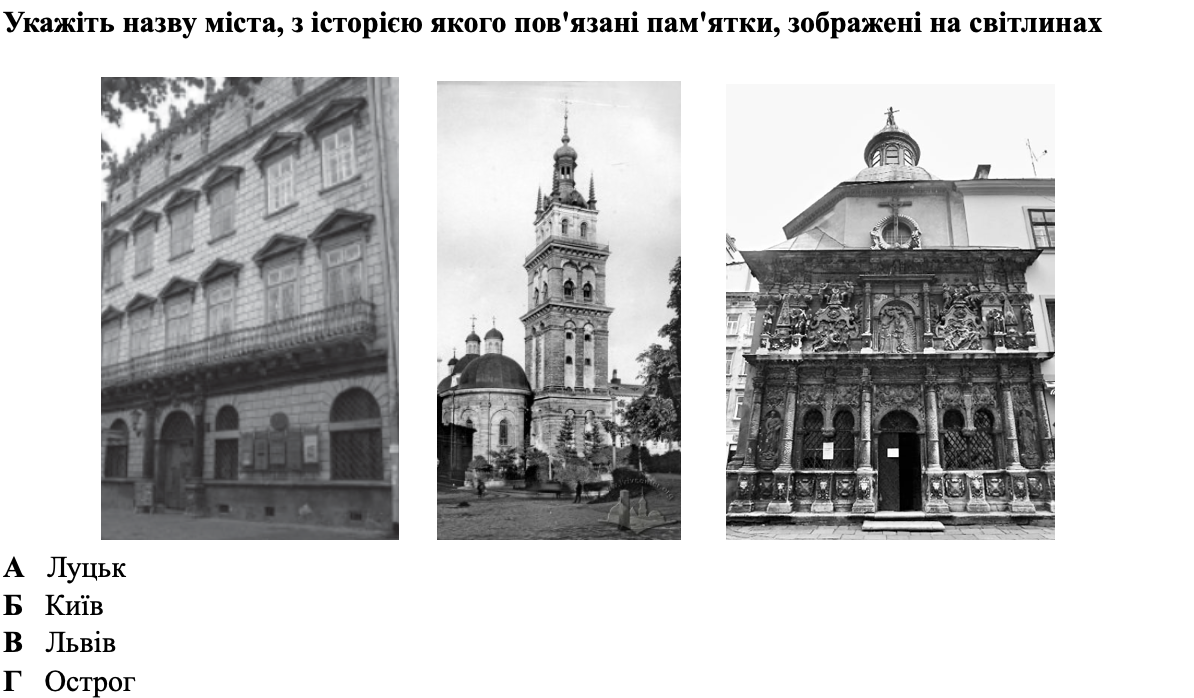 Укажіть назву міста, з історією якого пов'язані пам'ятки, зображені на світлинах
А Луцьк
Б Київ
В Львів
Г Острог